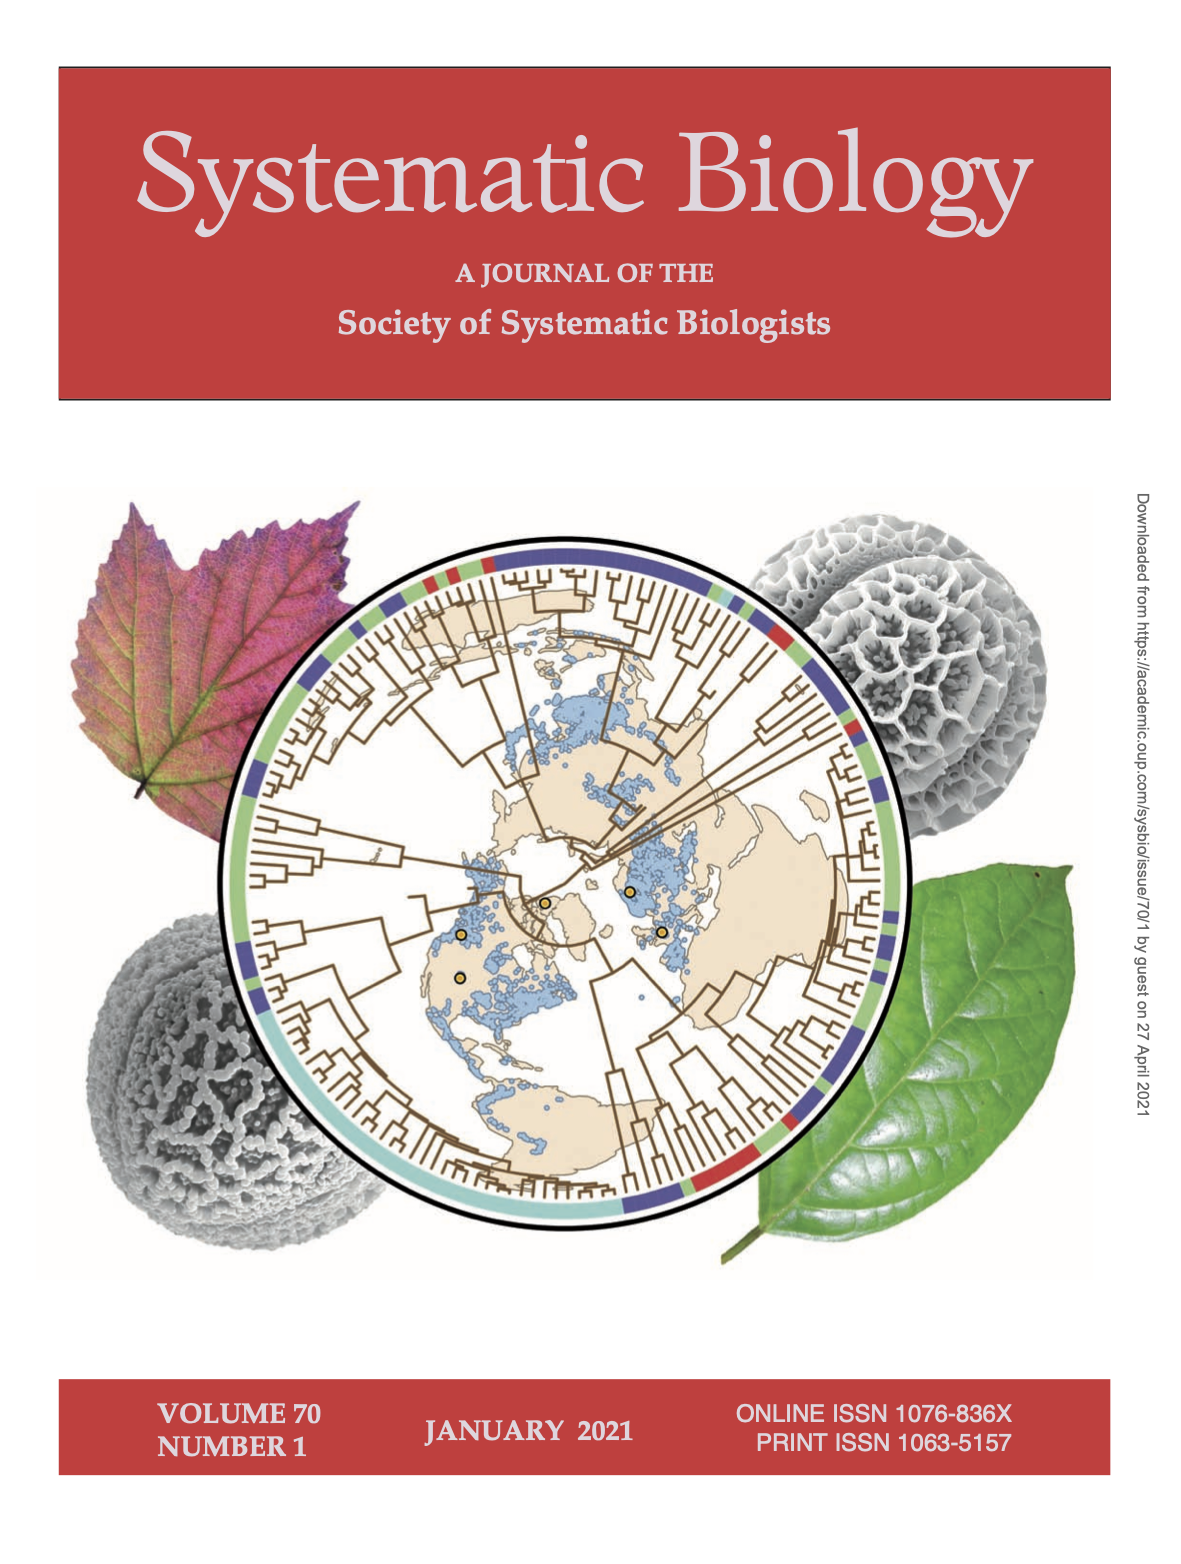 Systematic Biology
A JOURNAL OF THE
Society of Systematic Biologists
Downloaded from https://academic.oup.com/sysbio/issue/70/1 by guest on 27 April 2021
VOLUME 70
NUMBER 1
JANUARY 2021
ONLINE ISSN 1076-836X
PRINT ISSN 1063-5157